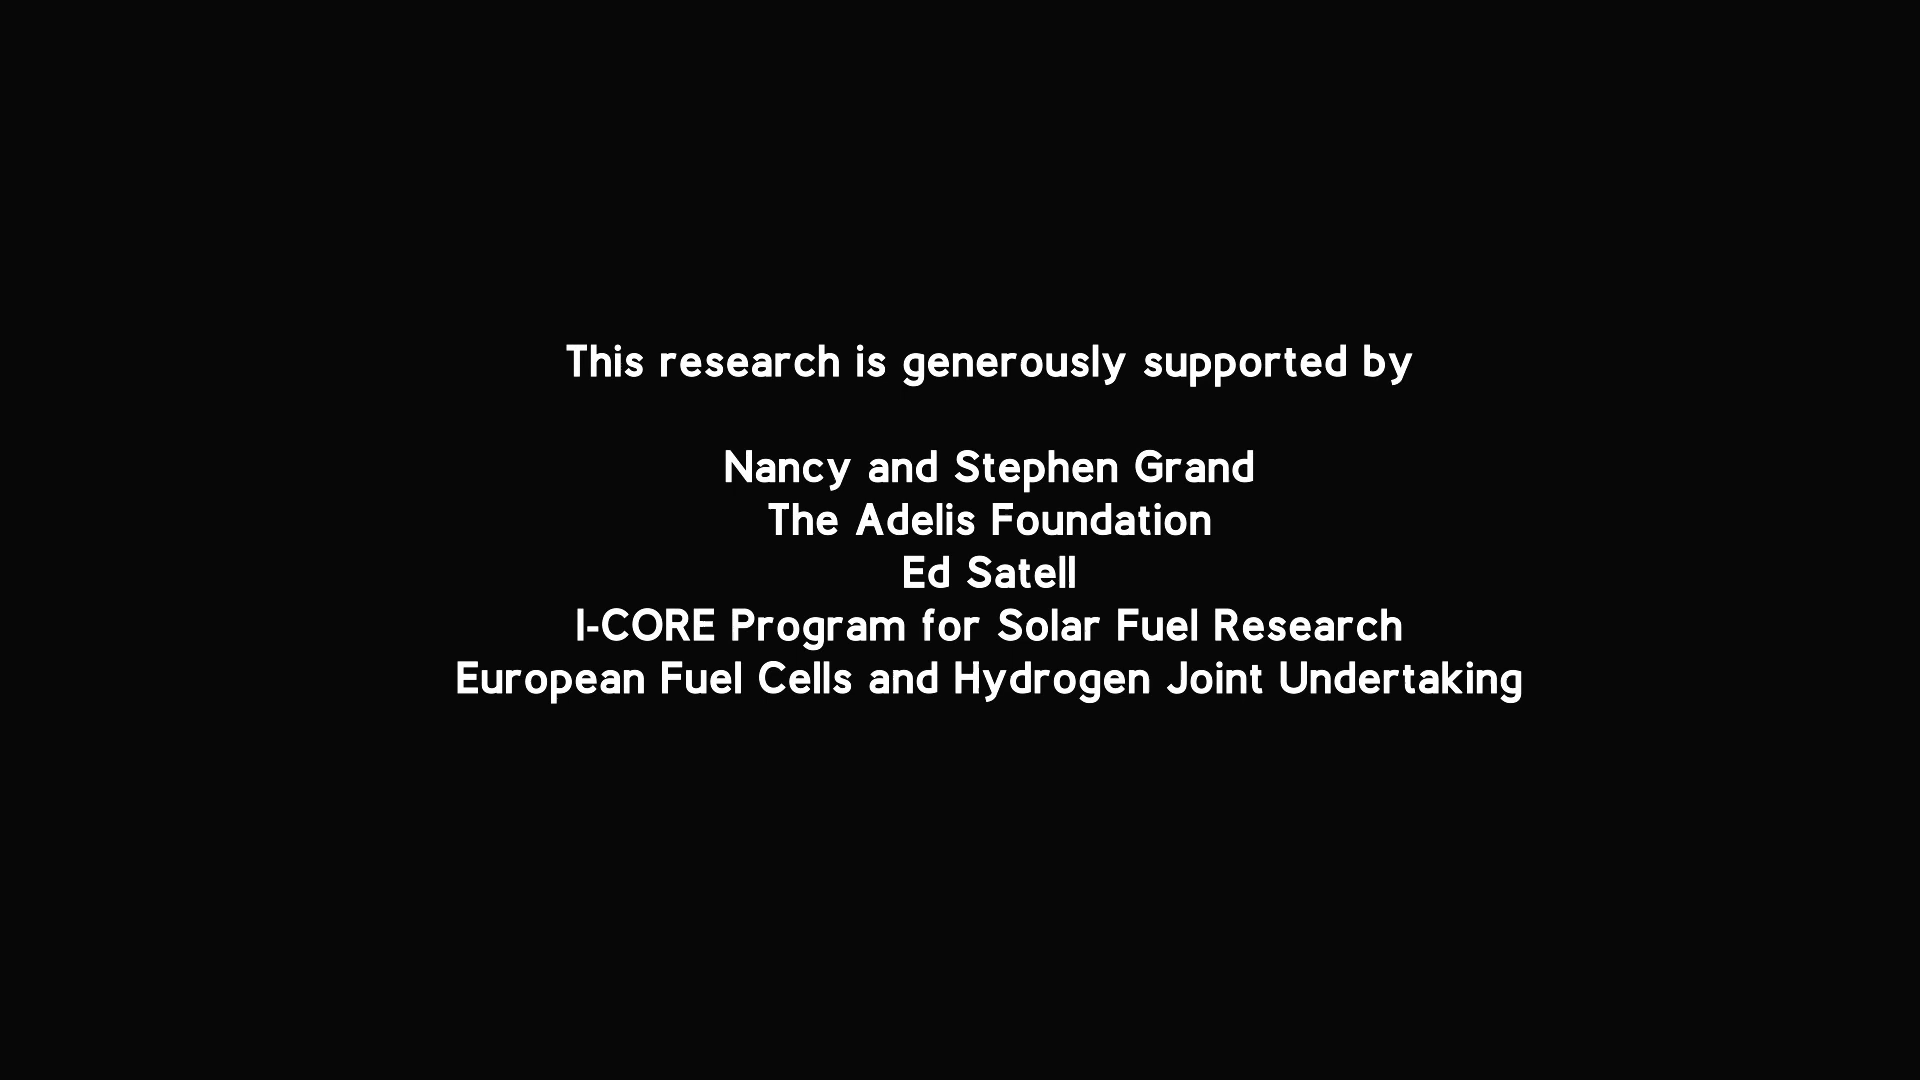 This research is generously supported by
Nancy and Stephen Grand
The Adelis Foundation
Ed Satell
I-CORE Program for Solar Fuel Research
European Fuel Cells and Hydrogen Joint Undertaking